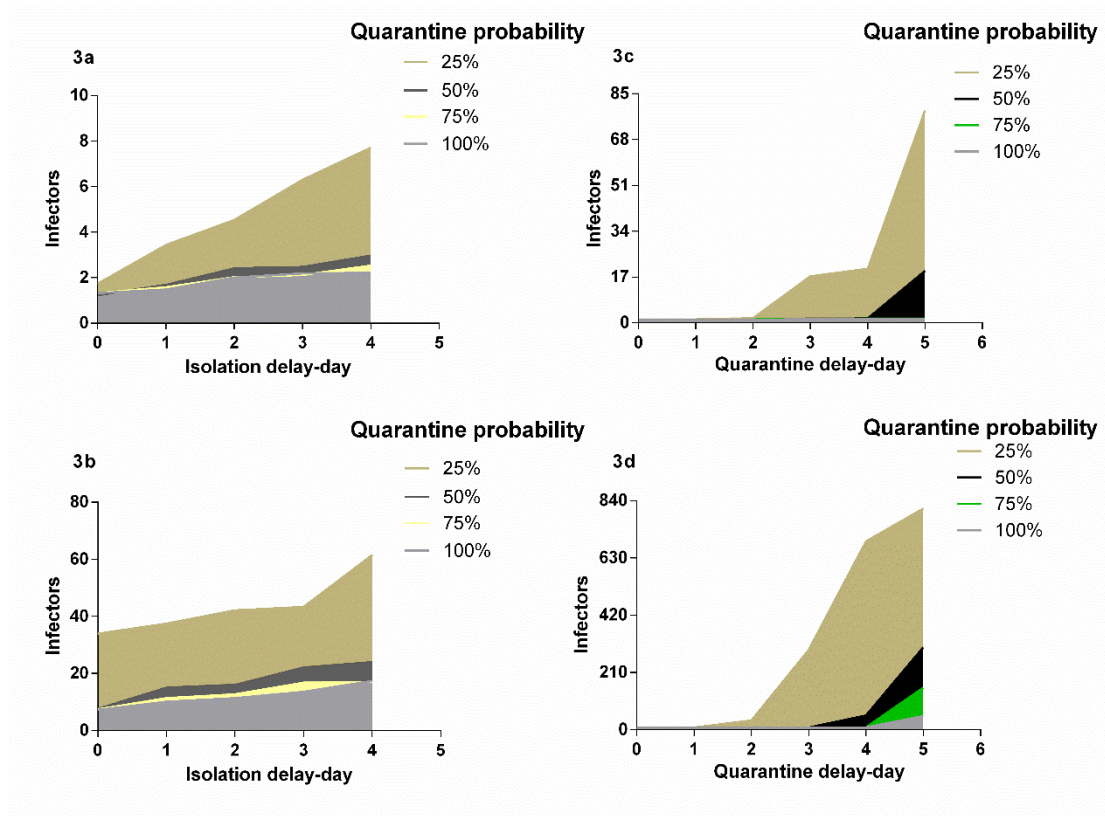 Quarantine probability
3a
25%
50%
75%
100%
10
8
6
4
2
0
Infectors
0 1 2 3 4 5
Isolation delay-day
Quarantine probability
3c
25%
50%
75%
100%
85
68
51
34
17
0
Infectors
0 1 2 3 4 5 6
Quarantine delay-day
Quarantine probability
3b
25%
50%
75%
100%
80
60
40
20
0
Infectors
0 1 2 3 4 5
Isolation delay-day
Quarantine probability
3d
25%
50%
75%
100%
840
630
420
210
0
Infectors
0 1 2 3 4 5 6
Quarantine delay-day